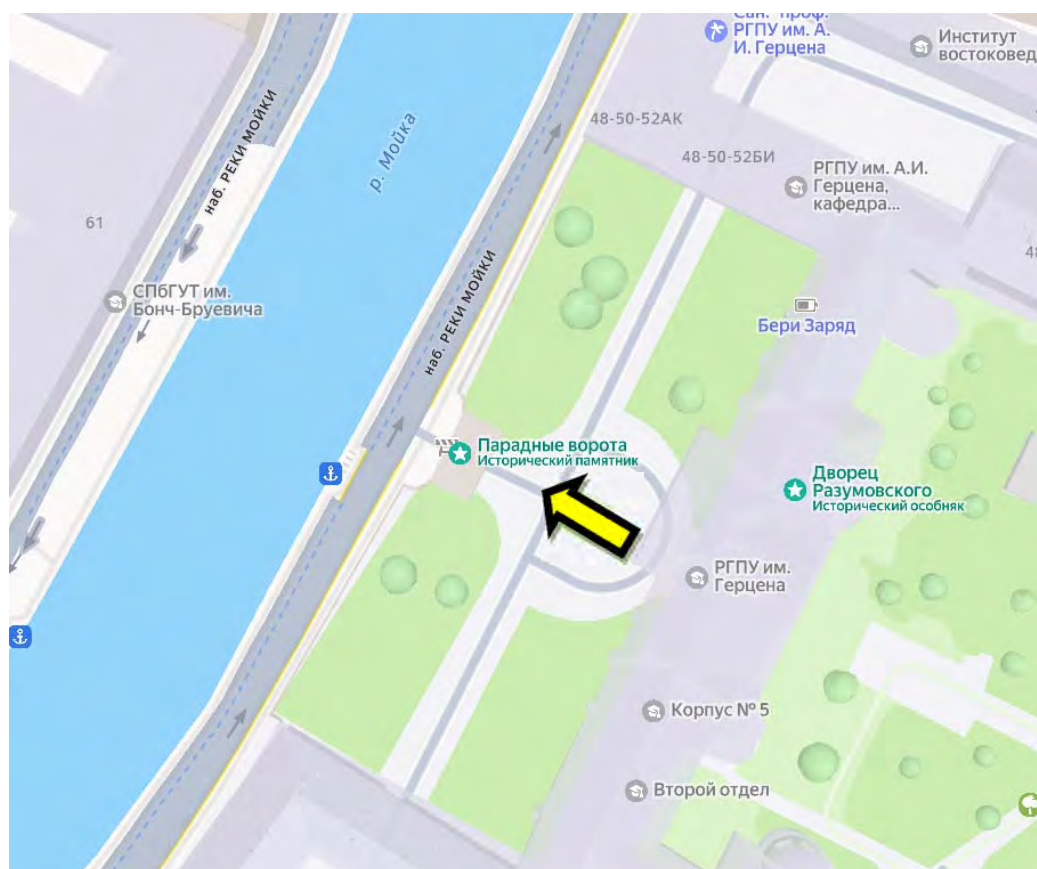 Сан.-проф.
РГПУ им. А.
И. Герцена
Институт
востоковед
48-50-52АК
48-50-52БИ
РГПУ им. А.И.
Герцена,
кафедра...
48
наб. РЕКИ МОЙКИ
р. Мойка
61
СПбГУТ им.
Бонч-Бруевича
наб. РЕКИ МОЙКИ
Бери Заряд
Парадные ворота
Исторический памятник
Дворец
Разумовского
Исторический особняк
РГПУ им.
Герцена
Корпус № 5
Второй отдел